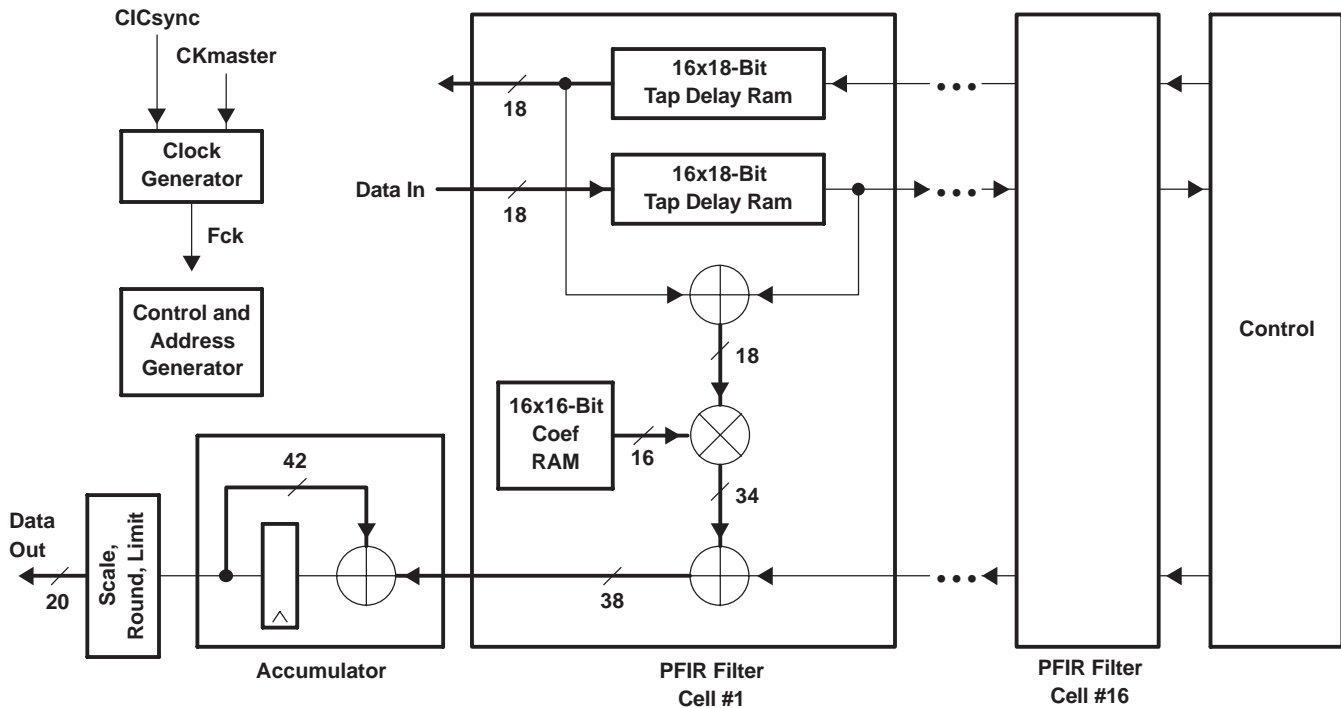 CICsync
CKmaster
Clock
Generator
Fck
Control and
Address
Generator
16x18-Bit
Tap Delay Ram
18
Data In
18
16x18-Bit
Tap Delay Ram
18
16x16-Bit
Coef
RAM
16
34
38
42
Data
Out
20
Scale,
Round, Limit
Accumulator
PFIR Filter
Cell #1
PFIR Filter
Cell #16
Control